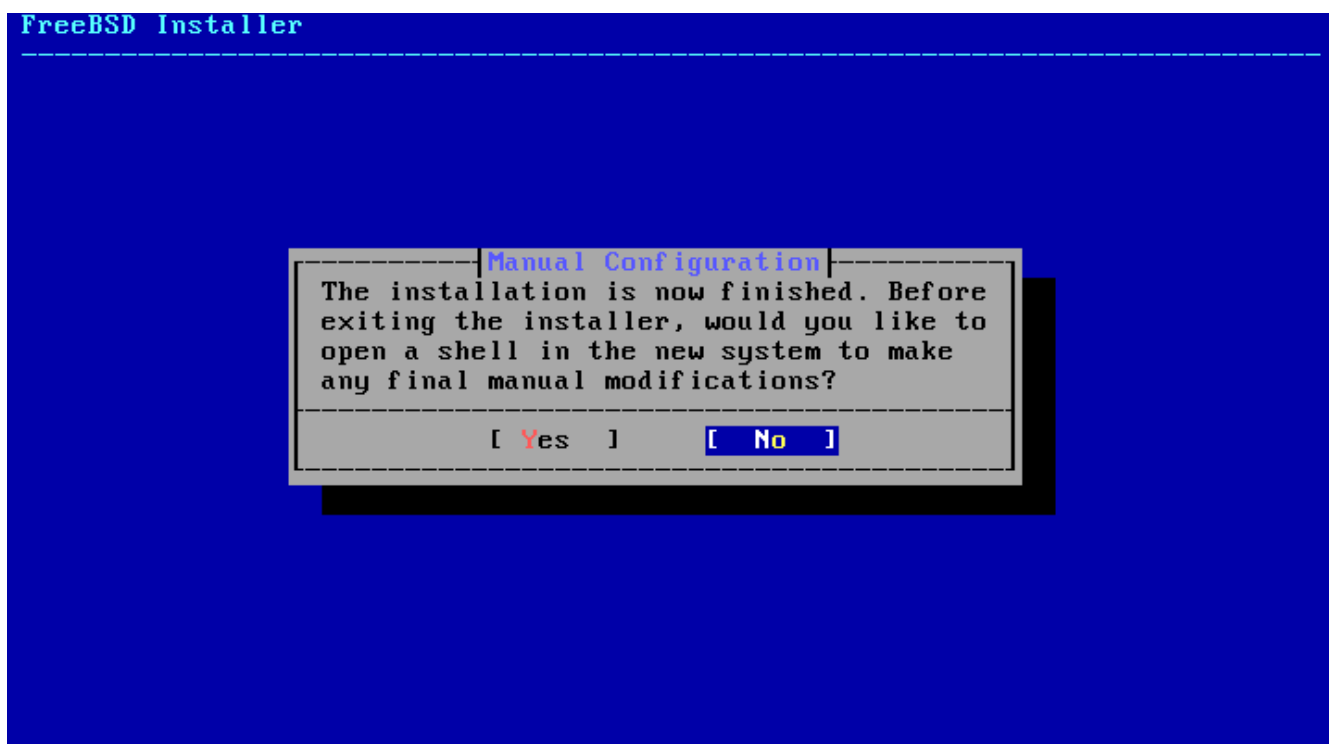 FreeBSD Installer
Manual Configuration
The installation is now finished. Before
exiting the installer, would you like to
open a shell in the new system to make
any final manual modifications?
[ Yes ] [ No ]